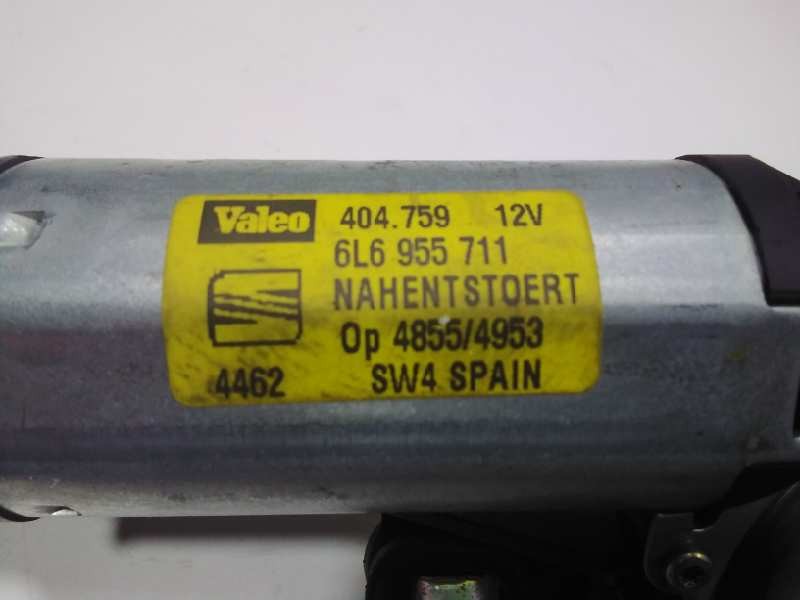 Valeo 404.759 12V
6L6 955 711
NAHENTSTOERT
Op 4855/4953
4462 SW4 SPAIN